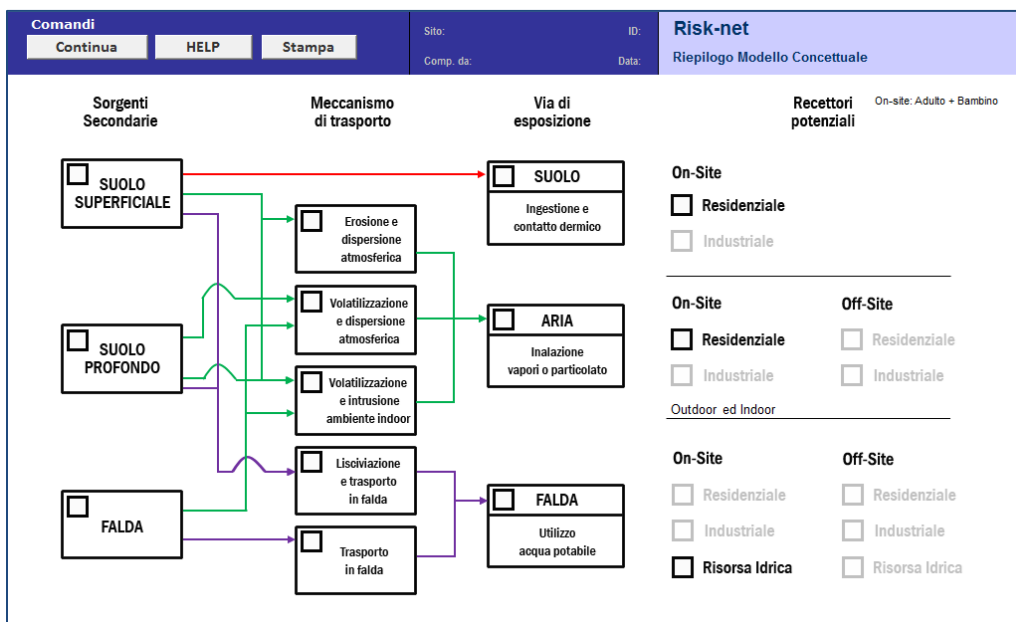 Comandi
Continua
HELP
Stampa
Sito:
ID:
Comp. da:
Data:
Risk-net
Riepilogo Modello Concettuale
Sorgenti
Secondarie
Meccanismo
di trasporto
Via di
esposizione
Recettori
potenziali
On-site: Adulto + Bambino
SUOLO
SUPERFICIALE
SUOLO
PROFONDO
FALDA
Erosione e
dispersione
atmosferica
Volatilizzazione
e dispersione
atmosferica
Volatilizzazione
e intrusione
ambiente indoor
Lisciviazione
e trasporto
in falda
Trasporto
in falda
SUOLO
Ingestione e
contatto dermico
ARIA
Inalazione
vapori o particolato
FALDA
Utilizzo
acqua potabile
On-Site
Residenziale
Industriale
On-Site
Off-Site
Residenziale
Residenziale
Industriale
Industriale
Outdoor ed Indoor
On-Site
Off-Site
Residenziale
Residenziale
Industriale
Industriale
Risorsa Idrica
Risorsa Idrica